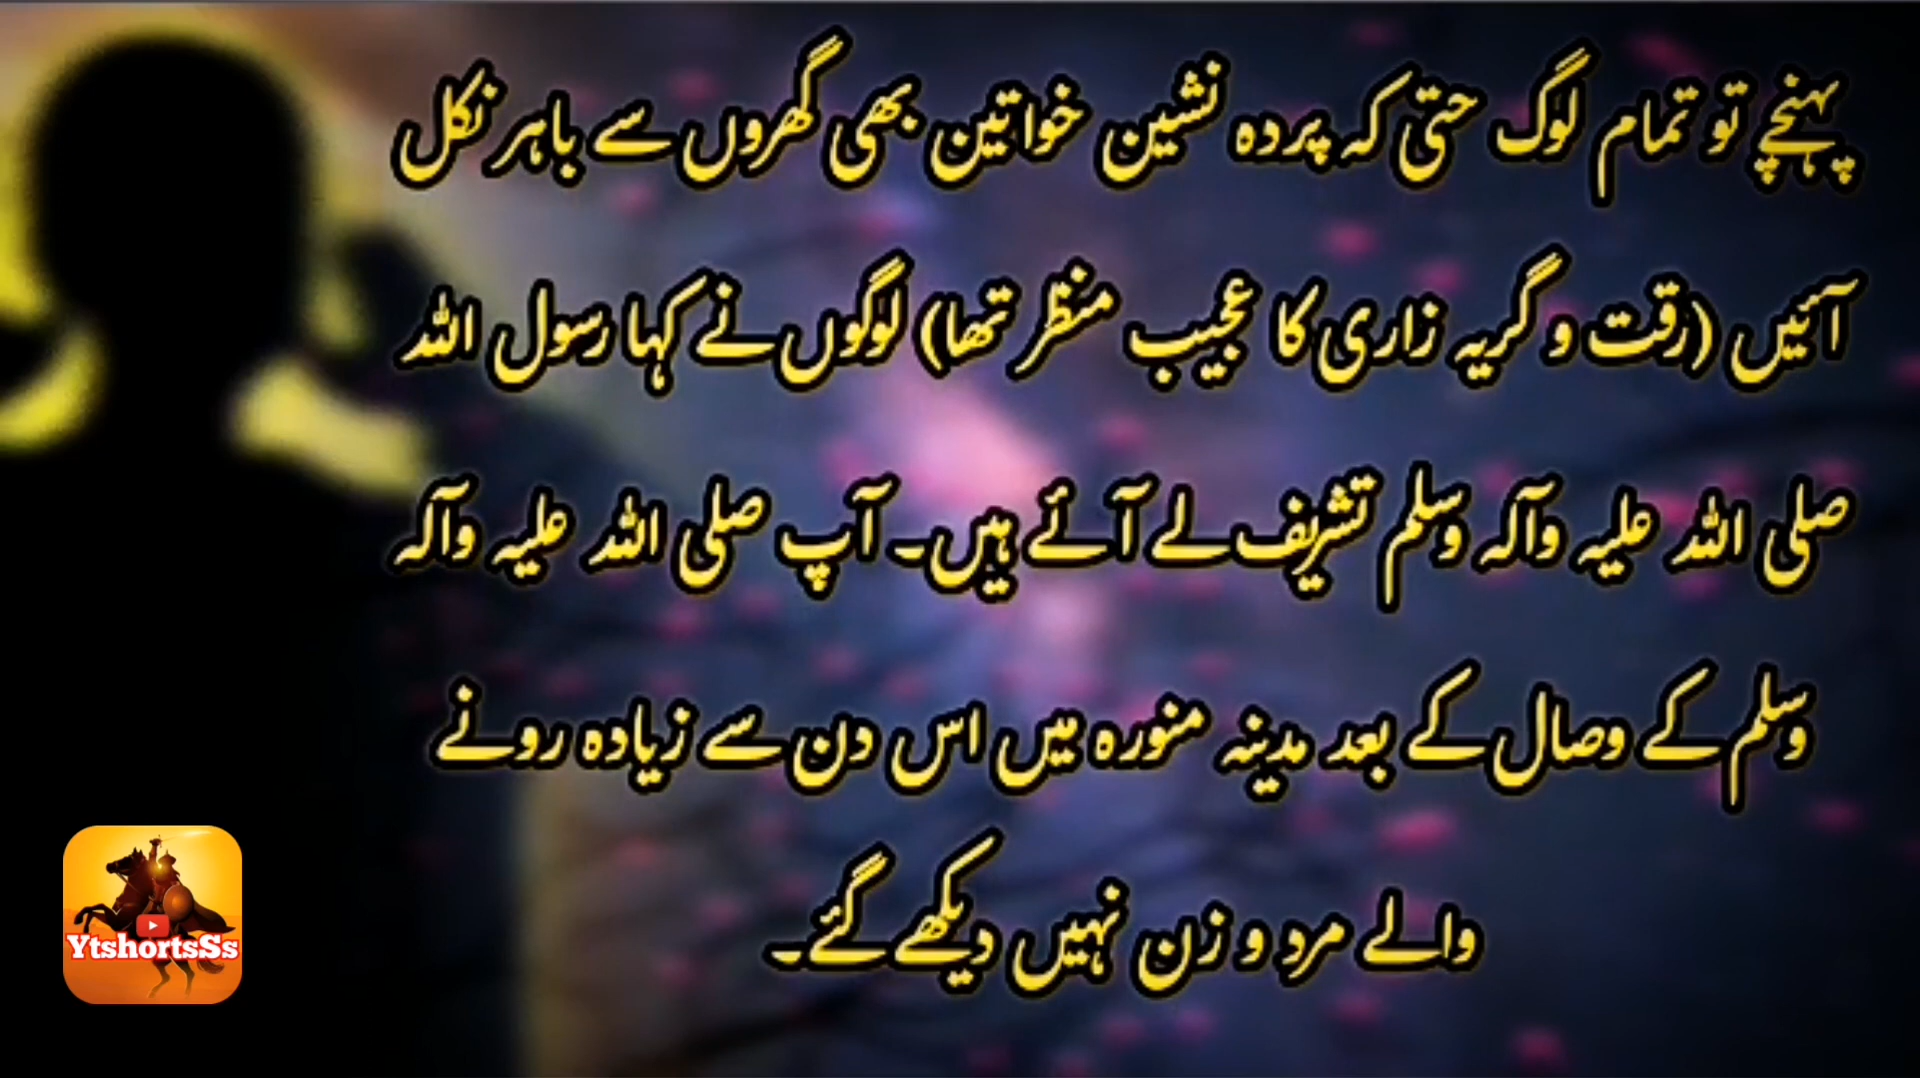 پہنچے تو تمام لوگ حتی کہ پردہ نشین خواتین بھی گھروں سے باہر نکل
آئیں (رقت و گریہ زاری کا عجیب منظر تھا) لوگوں نے کہا رسول اللہ
صلی اللہ علیہ وآلہ وسلم تشریف لے آئے ہیں۔ آپ صلی اللہ علیہ وآلہ
وسلم کے وصال کے بعد مدینہ منورہ میں اس دن سے زیادہ رونے
والے مرد و زن نہیں دیکھے گئے۔
YtshortsSs